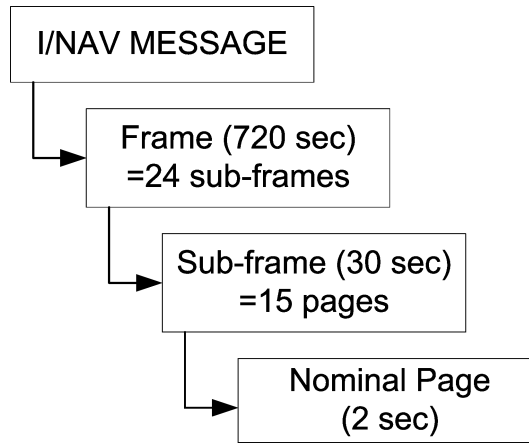 I/NAV MESSAGE
Frame (720 sec)
=24 sub-frames
Sub-frame (30 sec)
=15 pages
Nominal Page
(2 sec)